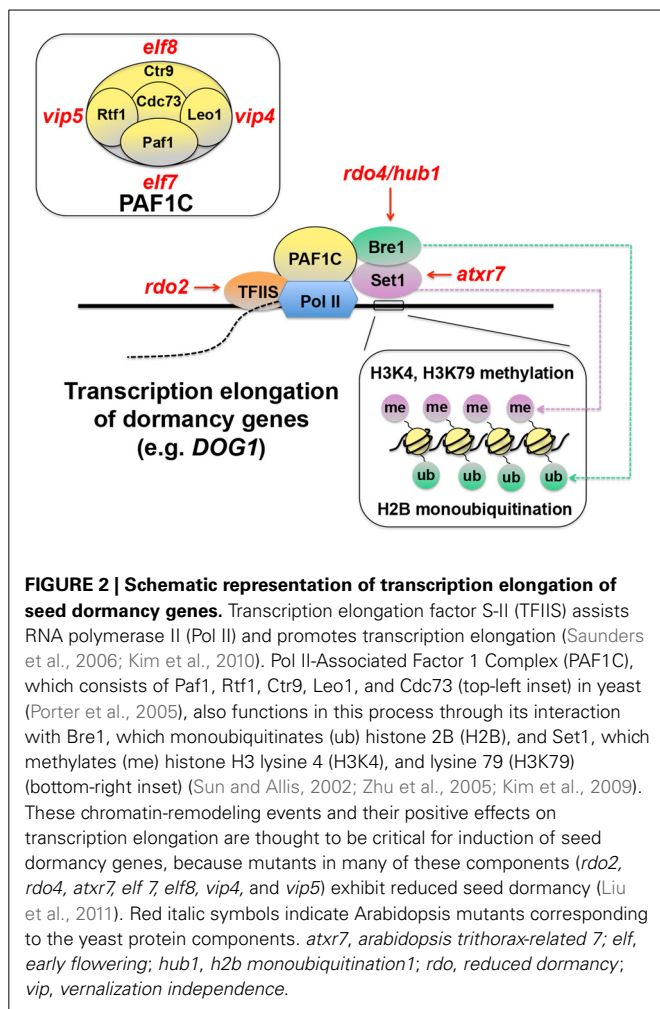 elf8
Ctr9
Cdc73
vip5
Rtf1
Leo1
vip4
Paf1
elf7
PAF1C
rdo4/hub1
PAF1C
Bre1
rdo2
TFIIS
Pol II
Set1
atxr7
Transcription elongation
of dormancy genes
(e.g. DOG1)
H3K4, H3K79 methylation
me me me me
ub ub ub ub
H2B monoubiquitination
FIGURE 2 | Schematic representation of transcription elongation of
seed dormancy genes. Transcription elongation factor S-II (TFIIS) assists
RNA polymerase II (Pol II) and promotes transcription elongation (Saunders
et al., 2006; Kim et al., 2010). Pol II-Associated Factor 1 Complex (PAF1C),
which consists of Paf1, Rtf1, Ctr9, Leo1, and Cdc73 (top-left inset) in yeast
(Porter et al., 2005), also functions in this process through its interaction
with Bre1, which monoubiquitinates (ub) histone 2B (H2B), and Set1, which
methylates (me) histone H3 lysine 4 (H3K4), and lysine 79 (H3K79)
(bottom-right inset) (Sun and Allis, 2002; Zhu et al., 2005; Kim et al., 2009).
These chromatin-remodeling events and their positive effects on
transcription elongation are thought to be critical for induction of seed
dormancy genes, because mutants in many of these components (rdo2,
rdo4, atxr7, elf 7, elf8, vip4, and vip5) exhibit reduced seed dormancy (Liu
et al., 2011). Red italic symbols indicate Arabidopsis mutants corresponding
to the yeast protein components. atxr7, arabidopsis trithorax-related 7; elf,
early flowering; hub1, h2b monoubiquitination1; rdo, reduced dormancy;
vip, vernalization independence.